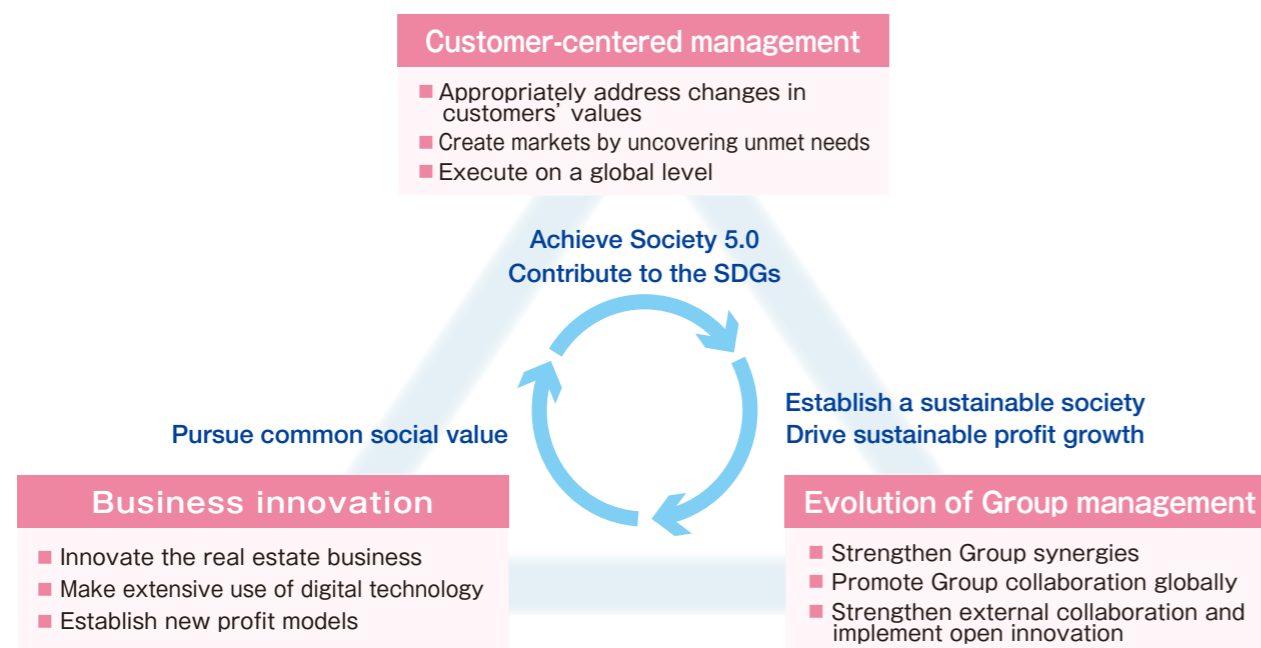 Customer-centered management
■ Appropriately address changes in
customers’ values
■ Create markets by uncovering unmet needs
■ Execute on a global level
Achieve Society 5.0
Contribute to the SDGs
Pursue common social value
Establish a sustainable society
Drive sustainable profit growth
Business innovation
■ Innovate the real estate business
■ Make extensive use of digital technology
■ Establish new profit models
Evolution of Group management
■ Strengthen Group synergies
■ Promote Group collaboration globally
■ Strengthen external collaboration and
implement open innovation